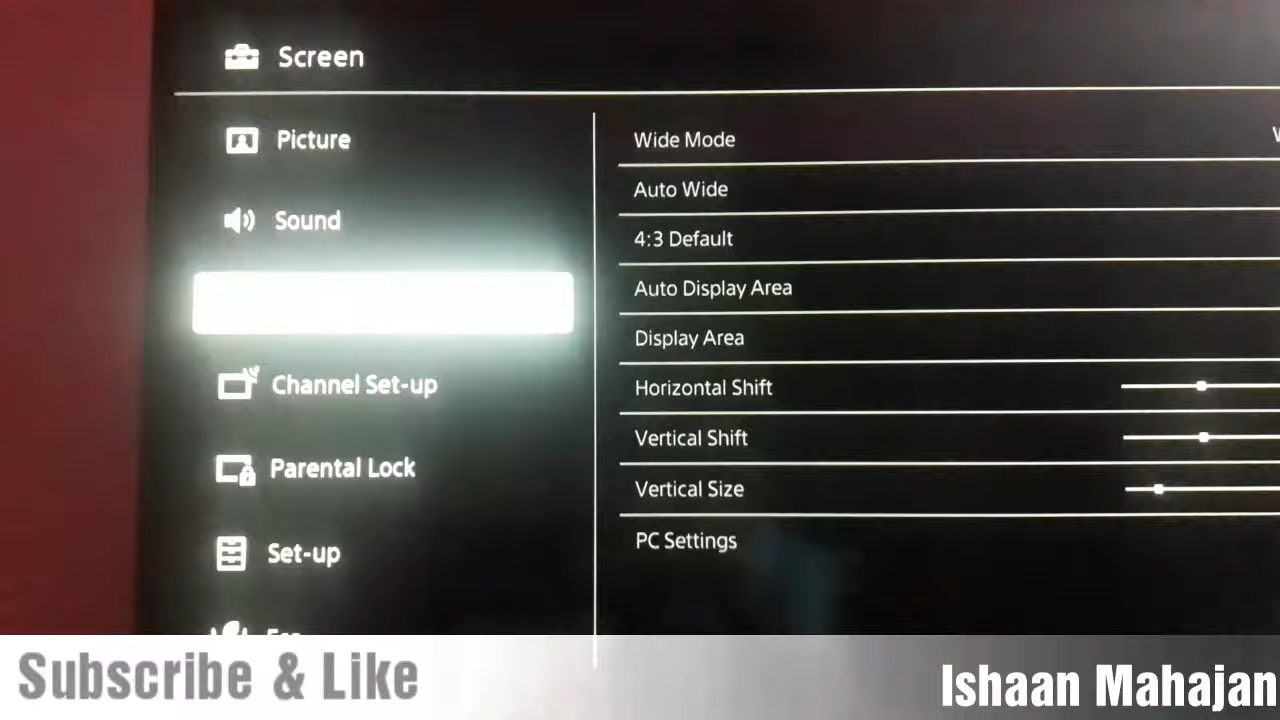 Screen
Picture
Sound
Channel Set-up
Parental Lock
Set-up
Wide Mode
Auto Wide
4:3 Default
Auto Display Area
Display Area
Horizontal Shift
Vertical Shift
Vertical Size
PC Settings
Subscribe & Like
Ishaan Mahajan